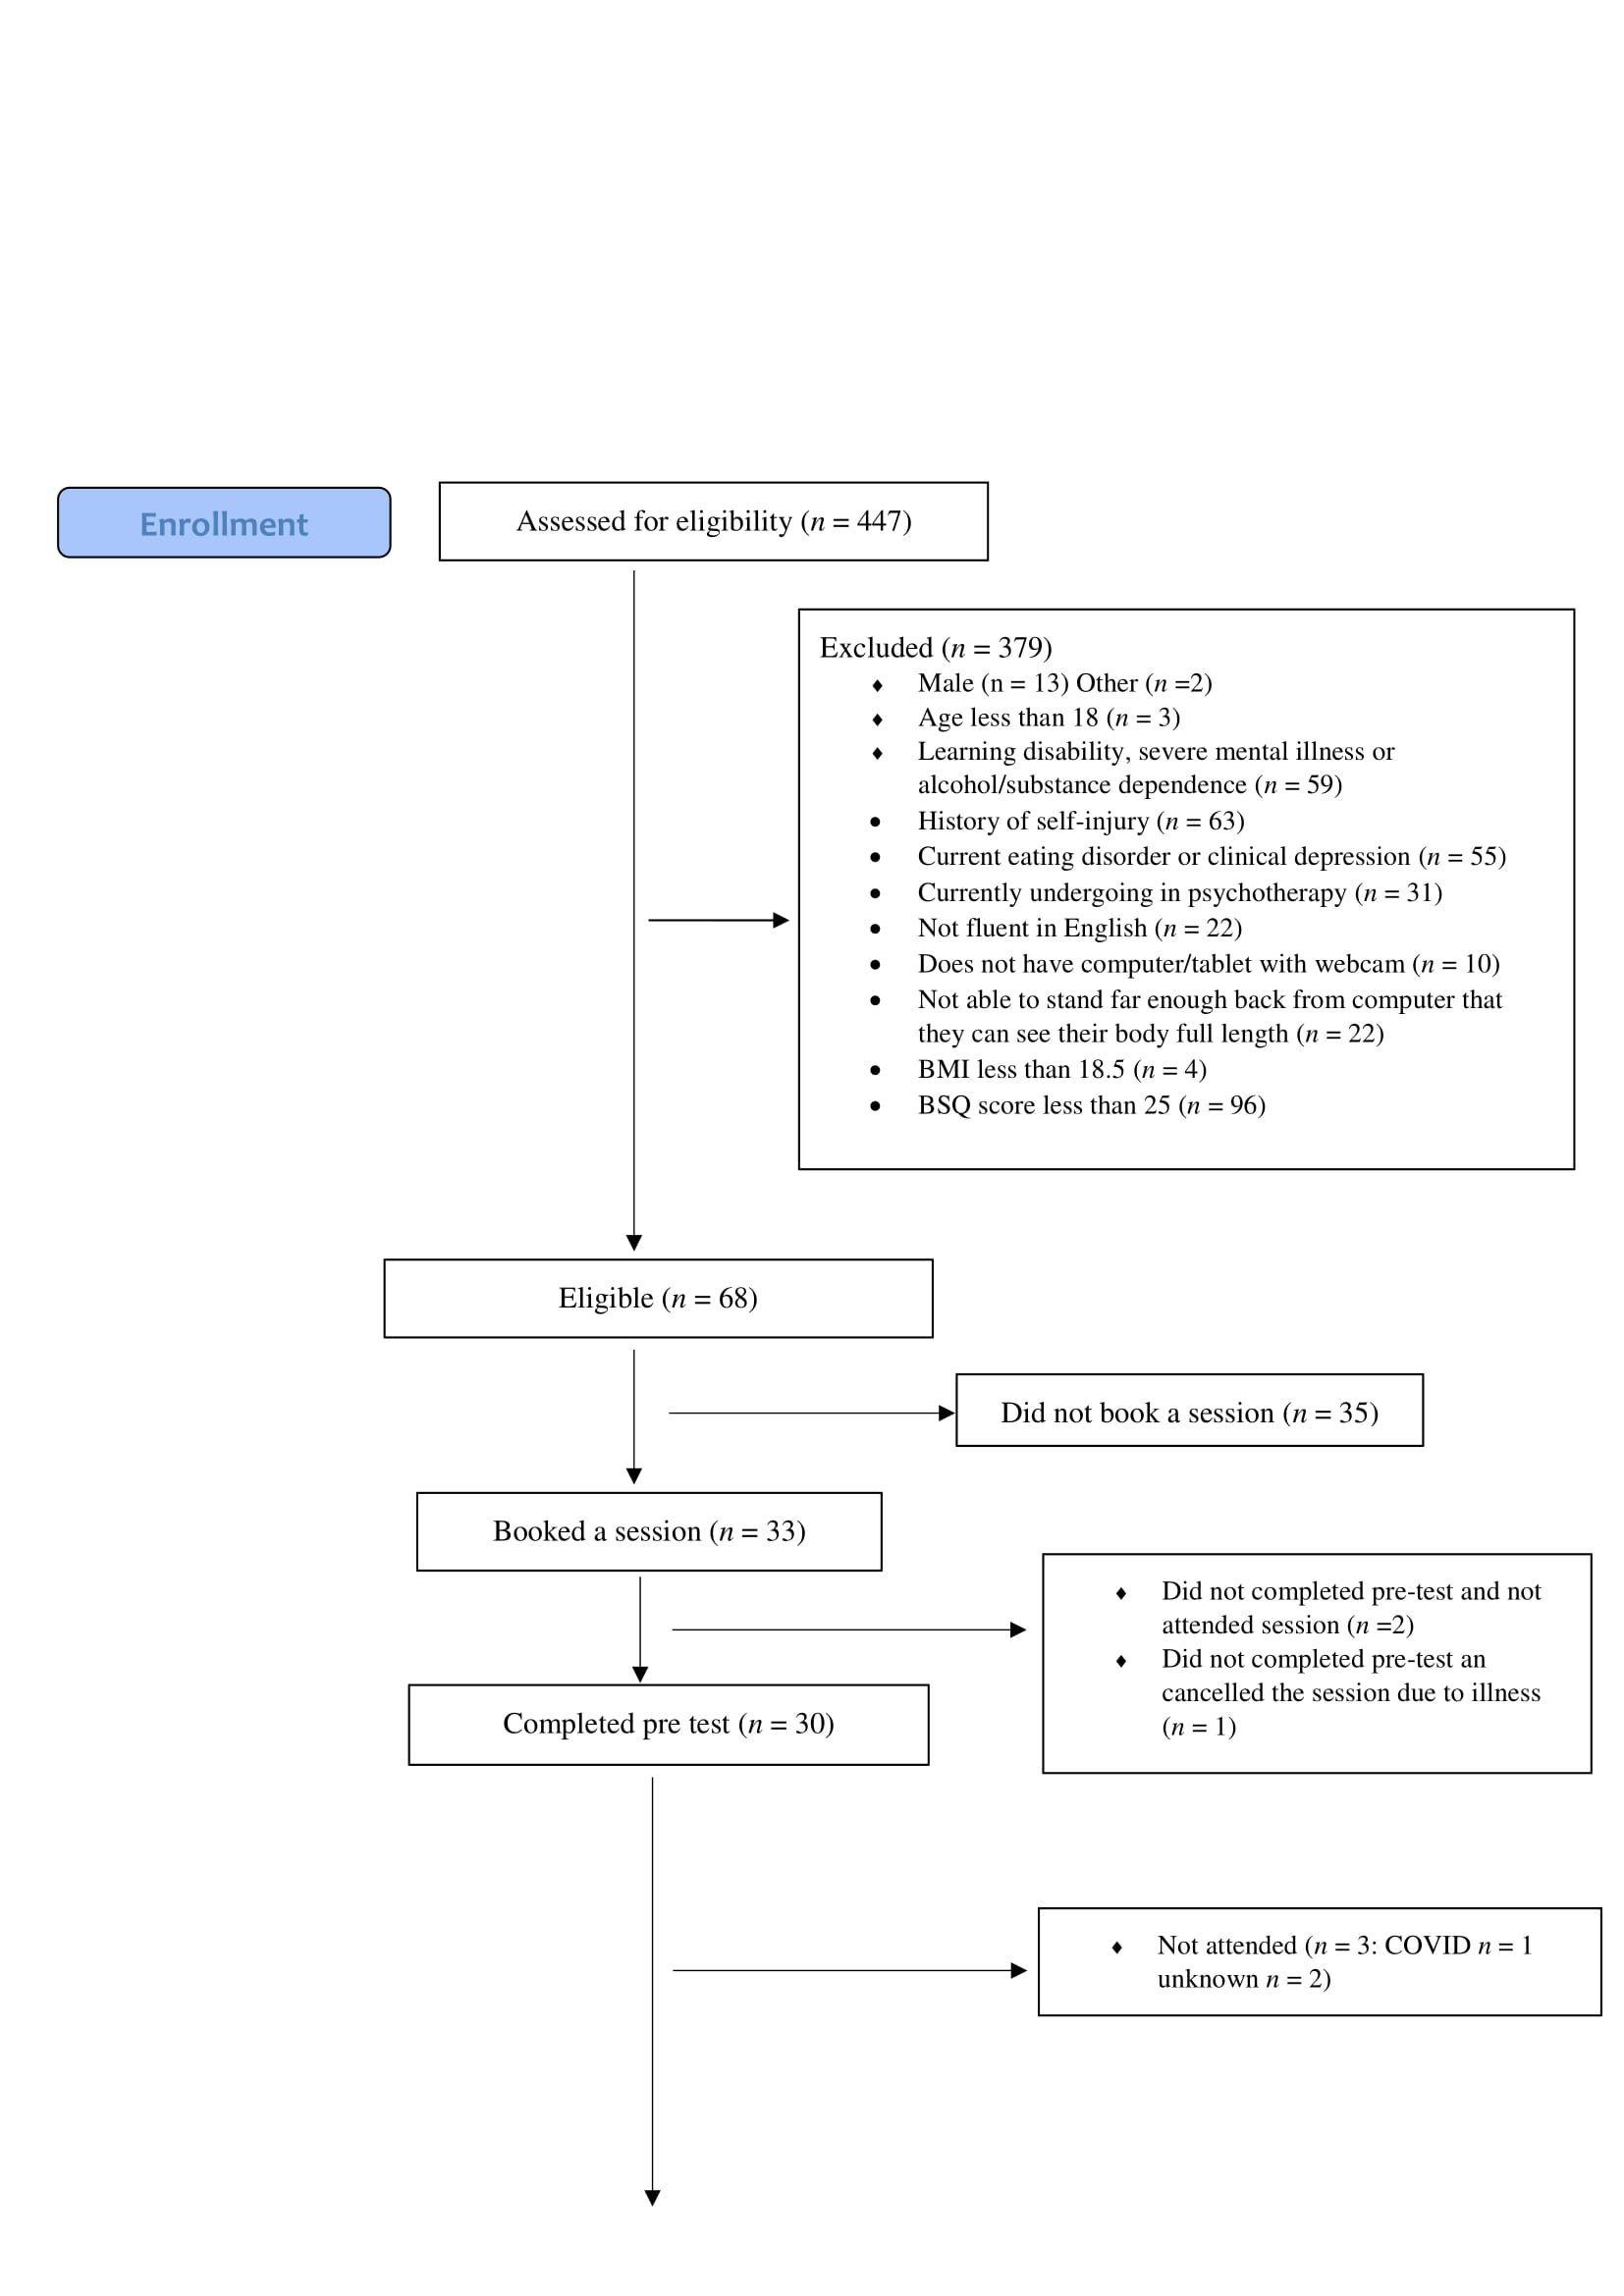 Enrollment
Assessed for eligibility (n = 447)
Excluded (n = 379)
♦ Male (n = 13) Other (n =2)
♦ Age less than 18 (n = 3)
♦ Learning disability, severe mental illness or
alcohol/substance dependence (n = 59)
• History of self-injury (n = 63)
• Current eating disorder or clinical depression (n = 55)
• Currently undergoing in psychotherapy (n = 31)
• Not fluent in English (n = 22)
• Does not have computer/tablet with webcam (n = 10)
• Not able to stand far enough back from computer that
they can see their body full length (n = 22)
• BMI less than 18.5 (n = 4)
• BSQ score less than 25 (n = 96)
Eligible (n = 68)
Did not book a session (n = 35)
Booked a session (n = 33)
♦ Did not completed pre-test and not
attended session (n =2)
♦ Did not completed pre-test an
cancelled the session due to illness
(n = 1)
Completed pre test (n = 30)
♦ Not attended (n = 3: COVID n = 1
unknown n = 2)